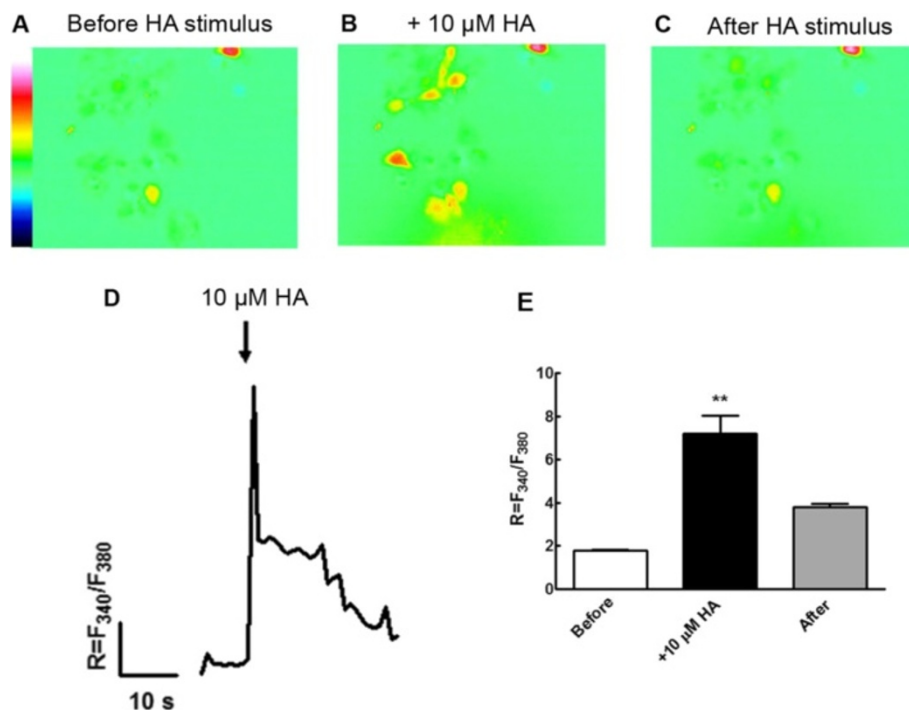 A Before HA stimulus
B + 10 µM HA
C After HA stimulus
D 10 µM HA
R=F340/F380
10 s
E
**
10
8
6
4
2
0
R=F340/F380
Before
+10 µM HA
After